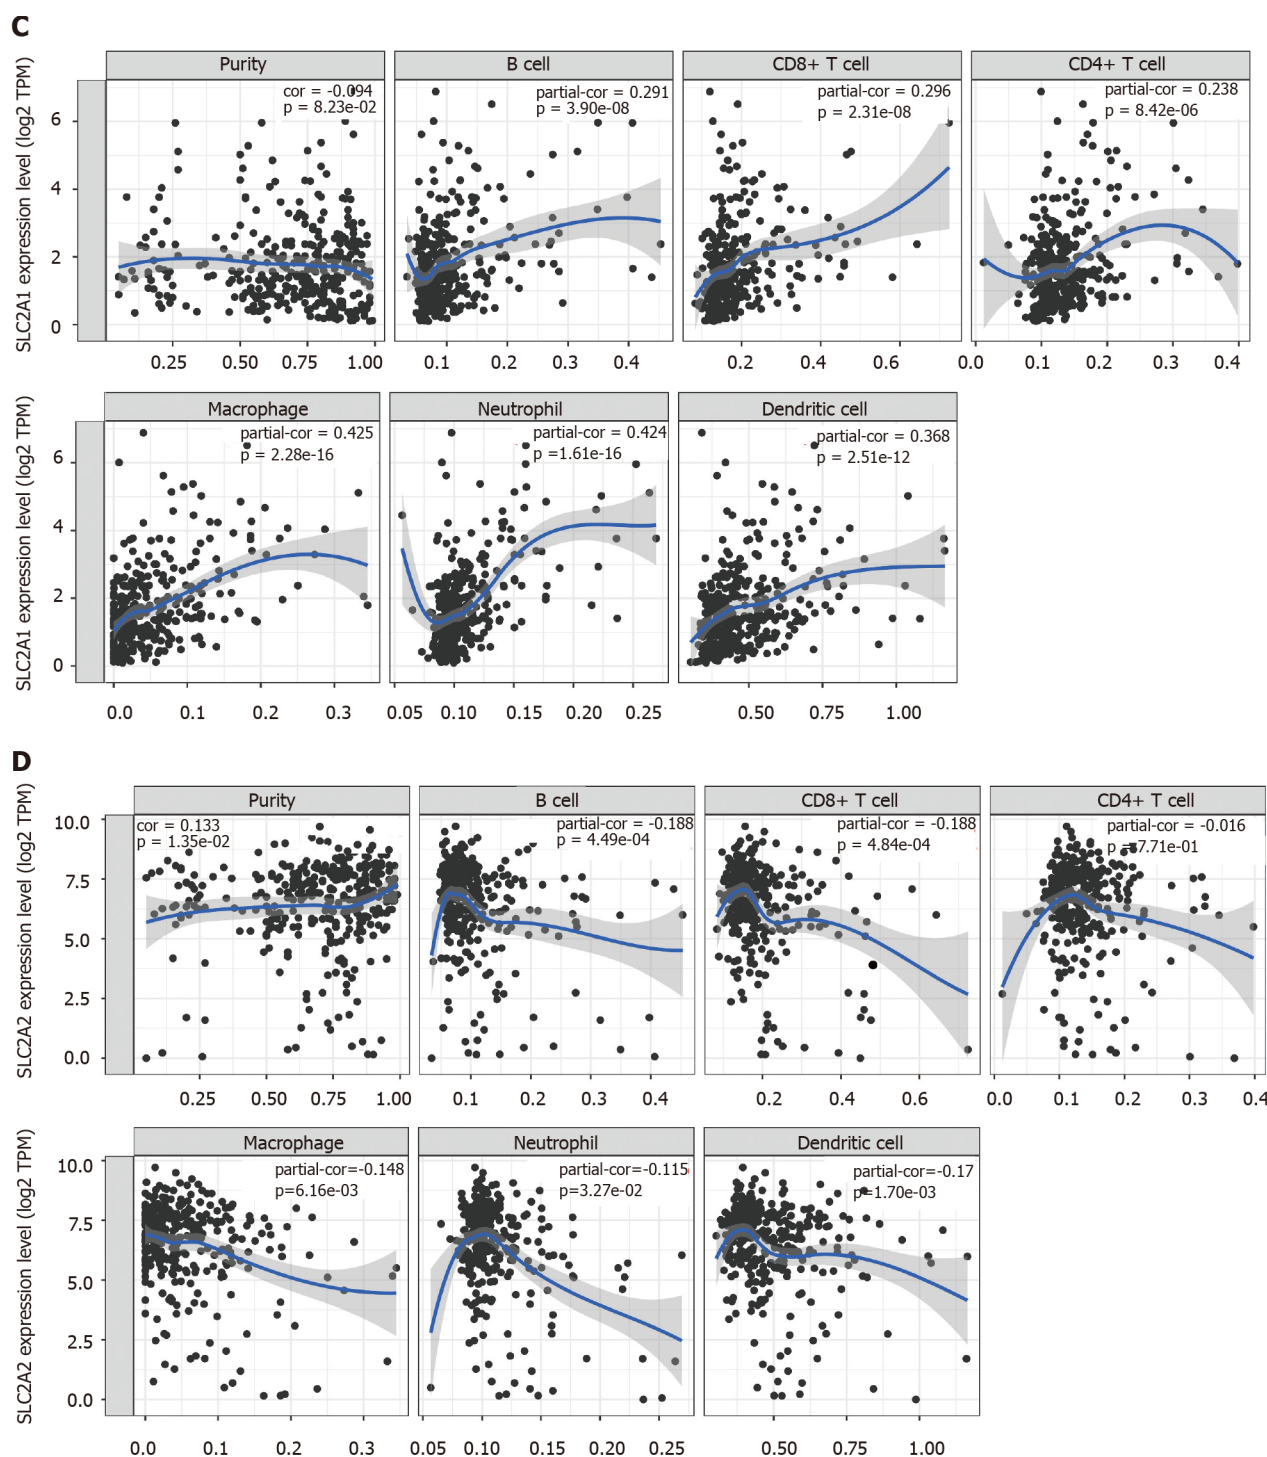 C
Purity
B cell
CD8+ T cell
CD4+ T cell
SLC2A1 expression level (log2 TPM)
cor = -0.094
p = 8.23e-02
partial-cor = 0.291
p = 3.90e-08
partial-cor = 0.296
p = 2.31e-08
partial-cor = 0.238
p = 8.42e-06
6
4
2
0
0.25 0.50 0.75 1.00
0.1 0.2 0.3 0.4
0.2 0.4 0.6
0.0 0.1 0.2 0.3 0.4
Macrophage
Neutrophil
Dendritic cell
SLC2A1 expression level (log2 TPM)
partial-cor = 0.425
p = 2.28e-16
partial-cor = 0.424
p =1.61e-16
partial-cor = 0.368
p = 2.51e-12
6
4
2
0
0.0 0.1 0.2 0.3
0.05 0.10 0.15 0.20 0.25
0.50 0.75 1.00
D
Purity
B cell
CD8+ T cell
CD4+ T cell
SLC2A2 expression level (log2 TPM)
cor = 0.133
p = 1.35e-02
partial-cor = -0.188
p = 4.49e-04
partial-cor = -0.188
p = 4.84e-04
partial-cor = -0.016
p =7.71e-01
10.0
7.5
5.0
2.5
0.0
0.25 0.50 0.75 1.00
0.1 0.2 0.3 0.4
0.2 0.4 0.6
0.0 0.1 0.2 0.3 0.4
Macrophage
Neutrophil
Dendritic cell
SLC2A2 expression level (log2 TPM)
partial-cor=-0.148
p=6.16e-03
partial-cor=-0.115
p=3.27e-02
partial-cor=-0.17
p=1.70e-03
10.0
7.5
5.0
2.5
0.0
0.0 0.1 0.2 0.3
0.05 0.10 0.15 0.20 0.25
0.50 0.75 1.00